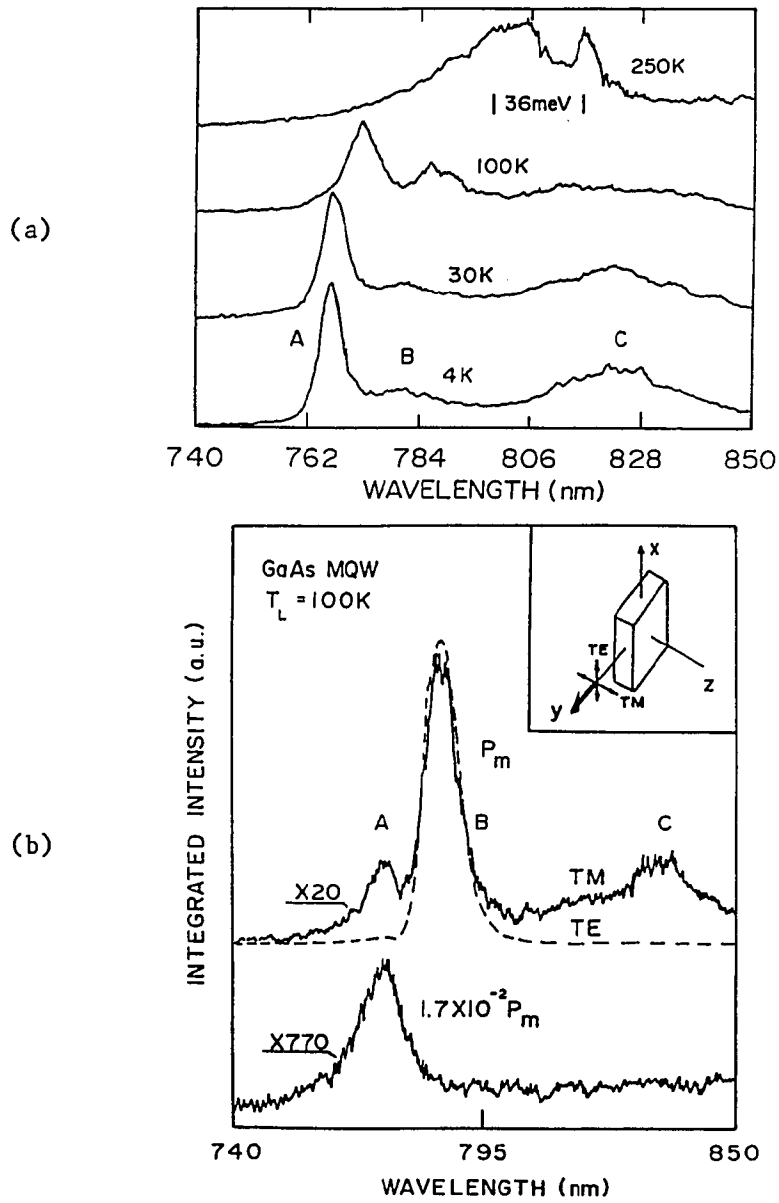 (a)
250K
| 36meV |
100K
30K
A
B
C
4K
740 762 784 806 828 850
WAVELENGTH (nm)
(b)
GaAs MQW
T_L = 100K
INTEGRATED INTENSITY (a.u.)
x
TE
TM
y
z
P_m
A
B
C
X20
TM
TE
1.7X10^-2 P_m
X770
740 795 850
WAVELENGTH (nm)